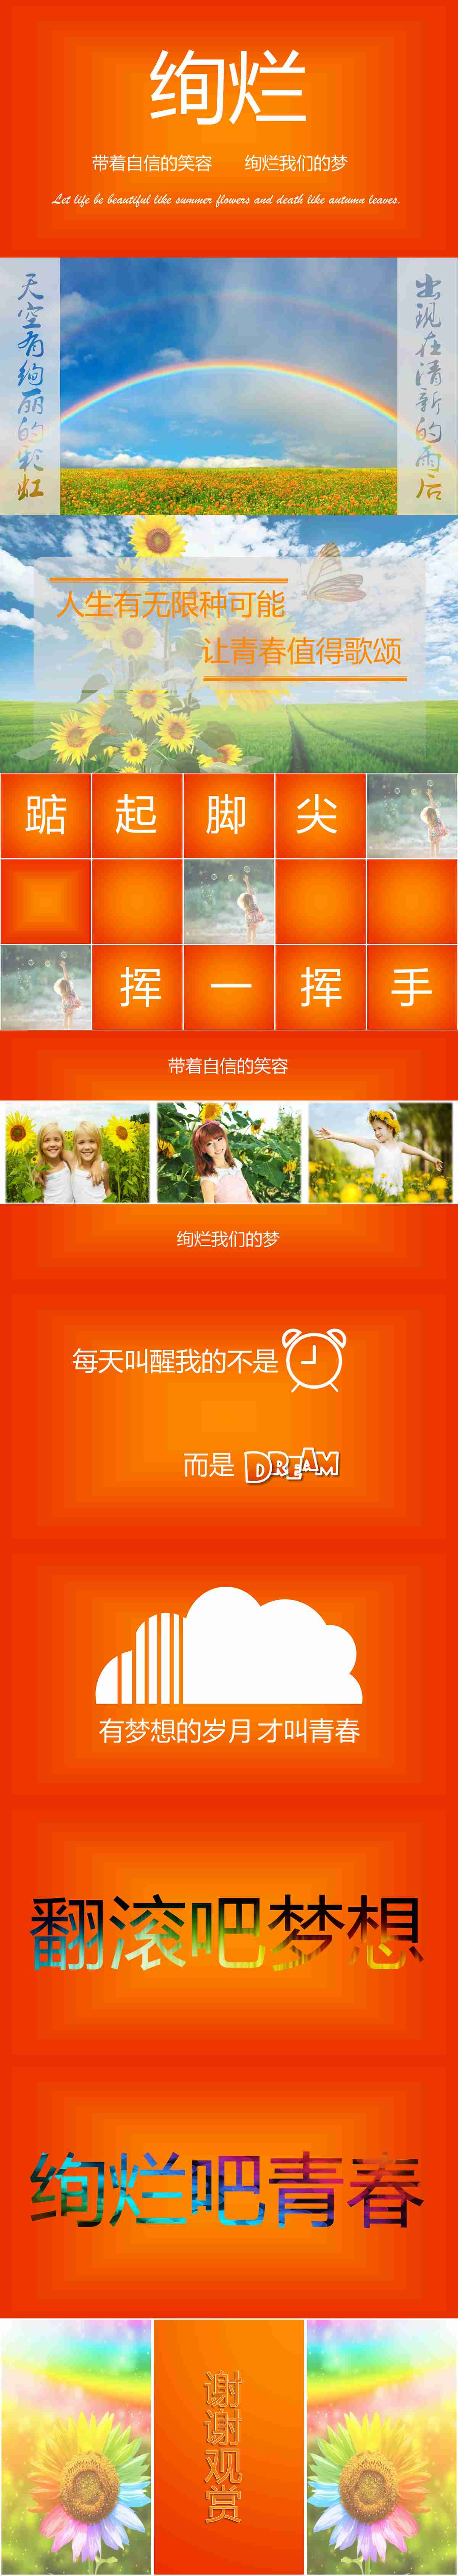 绚烂
带着自信的笑容 绚烂我们的梦
Let life be beautiful like summer flowers and death like autumn leaves.
天空有绚丽的彩虹
出现在清新的雨后
人生有无限种可能
让青春值得歌颂
踮起脚尖
挥一挥手
带着自信的笑容
绚烂我们的梦
每天叫醒我的不是
而是 DREAM
有梦想的岁月才叫青春
翻滚吧梦想
绚烂吧青春
谢谢观赏